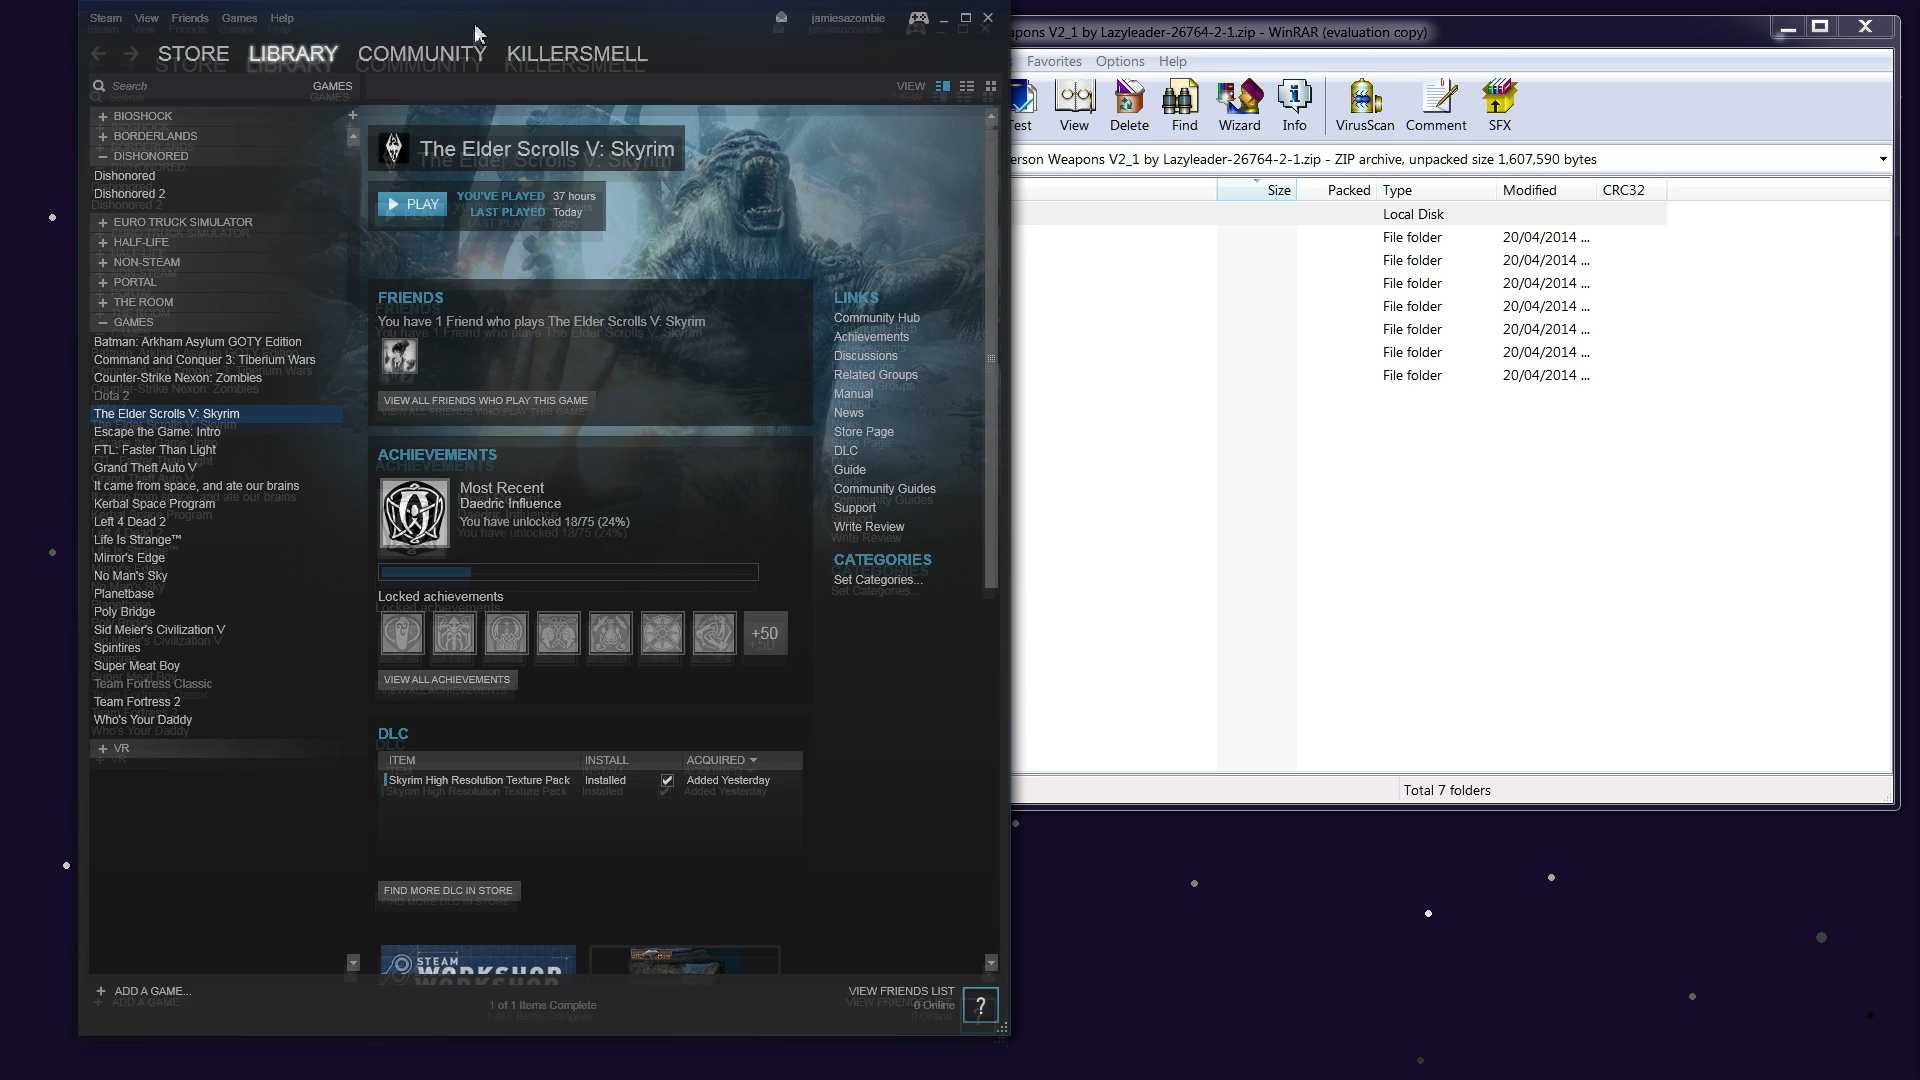 Steam View Friends Games Help
jamiesazombie
STORE LIBRARY COMMUNITY KILLERSMELL
Search GAMES
VIEW
BIOSHOCK
BORDERLANDS
DISHONORED
Dishonored
Dishonored 2
EURO TRUCK SIMULATOR
HALF-LIFE
NON-STEAM
PORTAL
THE ROOM
GAMES
Batman: Arkham Asylum GOTY Edition
Command and Conquer 3: Tiberium Wars
Counter-Strike Nexon: Zombies
Dota 2
The Elder Scrolls V: Skyrim
Escape the Game: Intro
FTL: Faster Than Light
Grand Theft Auto V
It came from space, and ate our brains
Kerbal Space Program
Left 4 Dead 2
Life Is Strange™
Mirror's Edge
No Man's Sky
Planetbase
Poly Bridge
Sid Meier's Civilization V
Spintires
Super Meat Boy
Team Fortress Classic
Team Fortress 2
Who's Your Daddy
VR
+ ADD A GAME...
The Elder Scrolls V: Skyrim
PLAY
YOU'VE PLAYED 37 hours
LAST PLAYED Today
FRIENDS
You have 1 Friend who plays The Elder Scrolls V: Skyrim
VIEW ALL FRIENDS WHO PLAY THIS GAME
ACHIEVEMENTS
Most Recent
Daedric Influence
You have unlocked 18/75 (24%)
Locked achievements
+50
VIEW ALL ACHIEVEMENTS
DLC
ITEM INSTALL ACQUIRED
Skyrim High Resolution Texture Pack Installed Added Yesterday
FIND MORE DLC IN STORE
STEAM
WORKSHOP
LINKS
Community Hub
Achievements
Discussions
Related Groups
Manual
News
Store Page
DLC
Guide
Community Guides
Support
Write Review
CATEGORIES
Set Categories...
1 of 1 Items Complete
VIEW FRIENDS LIST
0 Online
?
V2_1 by Lazyleader-26764-2-1.zip - WinRAR (evaluation copy)
Favorites Options Help
Test View Delete Find Wizard Info VirusScan Comment SFX
Weapons V2_1 by Lazyleader-26764-2-1.zip - ZIP archive, unpacked size 1,607,590 bytes
Size Packed Type Modified CRC32
Local Disk
File folder 20/04/2014 ...
File folder 20/04/2014 ...
File folder 20/04/2014 ...
File folder 20/04/2014 ...
File folder 20/04/2014 ...
File folder 20/04/2014 ...
File folder 20/04/2014 ...
Total 7 folders